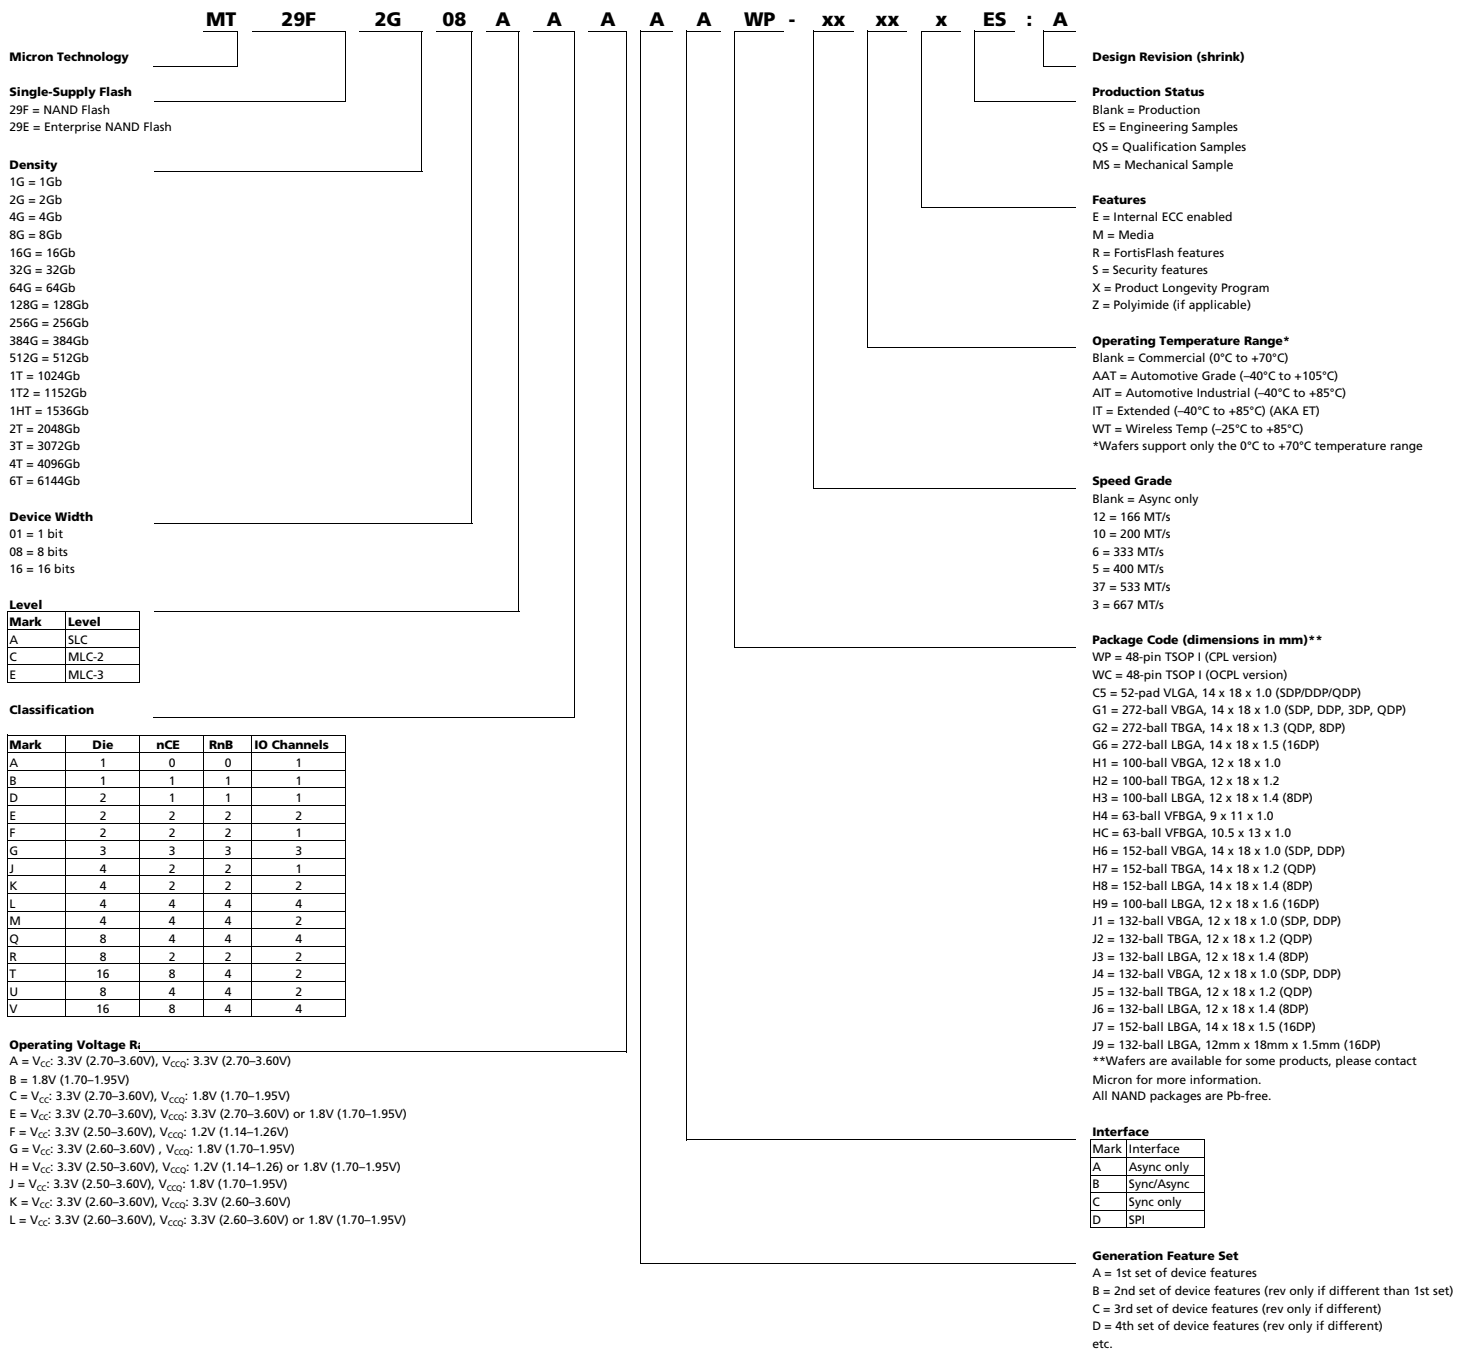 MT 29F 2G 08 A A A A A WP - xx xx x ES : A
Micron Technology
Single-Supply Flash
29F = NAND Flash
29E = Enterprise NAND Flash
Density
1G = 1Gb
2G = 2Gb
4G = 4Gb
8G = 8Gb
16G = 16Gb
32G = 32Gb
64G = 64Gb
128G = 128Gb
256G = 256Gb
384G = 384Gb
512G = 512Gb
1T = 1024Gb
1T2 = 1152Gb
1HT = 1536Gb
2T = 2048Gb
3T = 3072Gb
4T = 4096Gb
6T = 6144Gb
Device Width
01 = 1 bit
08 = 8 bits
16 = 16 bits
Level
Mark Level
A SLC
C MLC-2
E MLC-3
Classification
Mark Die nCE RnB IO Channels
A 1 0 0 1
B 1 1 1 1
D 2 1 1 1
E 2 2 2 2
F 2 2 2 1
G 3 3 3 3
J 4 2 2 1
K 4 2 2 2
L 4 4 4 4
M 4 4 4 2
Q 8 4 4 4
R 8 2 2 2
T 16 8 4 2
U 8 4 4 2
V 16 8 4 4
Operating Voltage Ra
A = VCC: 3.3V (2.70–3.60V), VCCQ: 3.3V (2.70–3.60V)
B = 1.8V (1.70–1.95V)
C = VCC: 3.3V (2.70–3.60V), VCCQ: 1.8V (1.70–1.95V)
E = VCC: 3.3V (2.70–3.60V), VCCQ: 3.3V (2.70–3.60V) or 1.8V (1.70–1.95V)
F = VCC: 3.3V (2.50–3.60V), VCCQ: 1.2V (1.14–1.26V)
G = VCC: 3.3V (2.60–3.60V) , VCCQ: 1.8V (1.70–1.95V)
H = VCC: 3.3V (2.50–3.60V), VCCQ: 1.2V (1.14–1.26) or 1.8V (1.70–1.95V)
J = VCC: 3.3V (2.50–3.60V), VCCQ: 1.8V (1.70–1.95V)
K = VCC: 3.3V (2.60–3.60V), VCCQ: 3.3V (2.60–3.60V)
L = VCC: 3.3V (2.60–3.60V), VCCQ: 3.3V (2.60–3.60V) or 1.8V (1.70–1.95V)
Design Revision (shrink)
Production Status
Blank = Production
ES = Engineering Samples
QS = Qualification Samples
MS = Mechanical Sample
Features
E = Internal ECC enabled
M = Media
R = FortisFlash features
S = Security features
X = Product Longevity Program
Z = Polyimide (if applicable)
Operating Temperature Range*
Blank = Commercial (0°C to +70°C)
AAT = Automotive Grade (–40°C to +105°C)
AIT = Automotive Industrial (–40°C to +85°C)
IT = Extended (–40°C to +85°C) (AKA ET)
WT = Wireless Temp (–25°C to +85°C)
*Wafers support only the 0°C to +70°C temperature range
Speed Grade
Blank = Async only
12 = 166 MT/s
10 = 200 MT/s
6 = 333 MT/s
5 = 400 MT/s
37 = 533 MT/s
3 = 667 MT/s
Package Code (dimensions in mm)**
WP = 48-pin TSOP I (CPL version)
WC = 48-pin TSOP I (OCPL version)
C5 = 52-pad VLGA, 14 x 18 x 1.0 (SDP/DDP/QDP)
G1 = 272-ball VBGA, 14 x 18 x 1.0 (SDP, DDP, 3DP, QDP)
G2 = 272-ball TBGA, 14 x 18 x 1.3 (QDP, 8DP)
G6 = 272-ball LBGA, 14 x 18 x 1.5 (16DP)
H1 = 100-ball VBGA, 12 x 18 x 1.0
H2 = 100-ball TBGA, 12 x 18 x 1.2
H3 = 100-ball LBGA, 12 x 18 x 1.4 (8DP)
H4 = 63-ball VFBGA, 9 x 11 x 1.0
HC = 63-ball VFBGA, 10.5 x 13 x 1.0
H6 = 152-ball VBGA, 14 x 18 x 1.0 (SDP, DDP)
H7 = 152-ball TBGA, 14 x 18 x 1.2 (QDP)
H8 = 152-ball LBGA, 14 x 18 x 1.4 (8DP)
H9 = 100-ball LBGA, 12 x 18 x 1.6 (16DP)
J1 = 132-ball VBGA, 12 x 18 x 1.0 (SDP, DDP)
J2 = 132-ball TBGA, 12 x 18 x 1.2 (QDP)
J3 = 132-ball LBGA, 12 x 18 x 1.4 (8DP)
J4 = 132-ball VBGA, 12 x 18 x 1.0 (SDP, DDP)
J5 = 132-ball TBGA, 12 x 18 x 1.2 (QDP)
J6 = 132-ball LBGA, 12 x 18 x 1.4 (8DP)
J7 = 152-ball LBGA, 14 x 18 x 1.5 (16DP)
J9 = 132-ball LBGA, 12mm x 18mm x 1.5mm (16DP)
**Wafers are available for some products, please contact
Micron for more information.
All NAND packages are Pb-free.
Interface
Mark Interface
A Async only
B Sync/Async
C Sync only
D SPI
Generation Feature Set
A = 1st set of device features
B = 2nd set of device features (rev only if different than 1st set)
C = 3rd set of device features (rev only if different)
D = 4th set of device features (rev only if different)
etc.